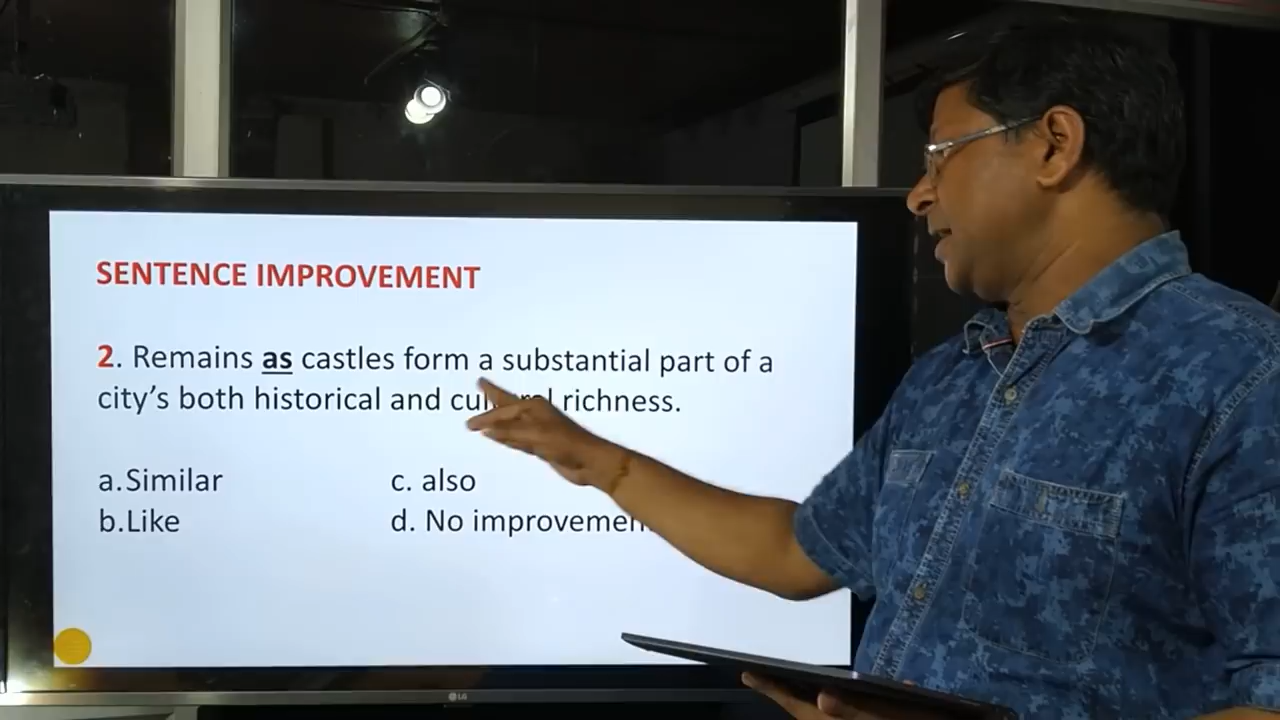 SENTENCE IMPROVEMENT
2. Remains as castles form a substantial part of a
city's both historical and richness.
a.Similar
c. also
b.Like
d. No
LG